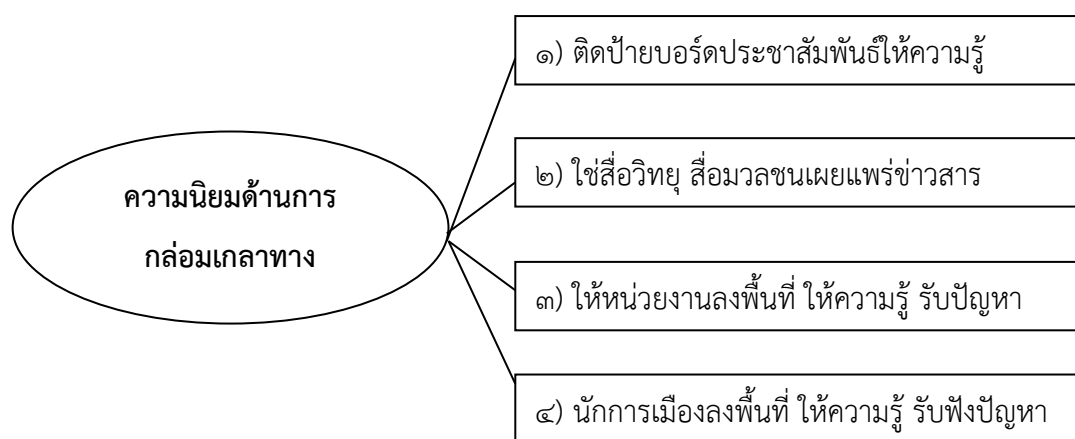 ๑) ติดป้ายบอร์ดประชาสัมพันธ์ให้ความรู้
๒) ใช่สื่อวิทยุ สื่อมวลชนเผยแพร่ข่าวสาร
ความนิยมด้านการ
กล่อมเกลาทาง
๓) ให้หน่วยงานลงพื้นที่ ให้ความรู้ รับปัญหา
๔) นักการเมืองลงพื้นที่ ให้ความรู้ รับฟังปัญหา